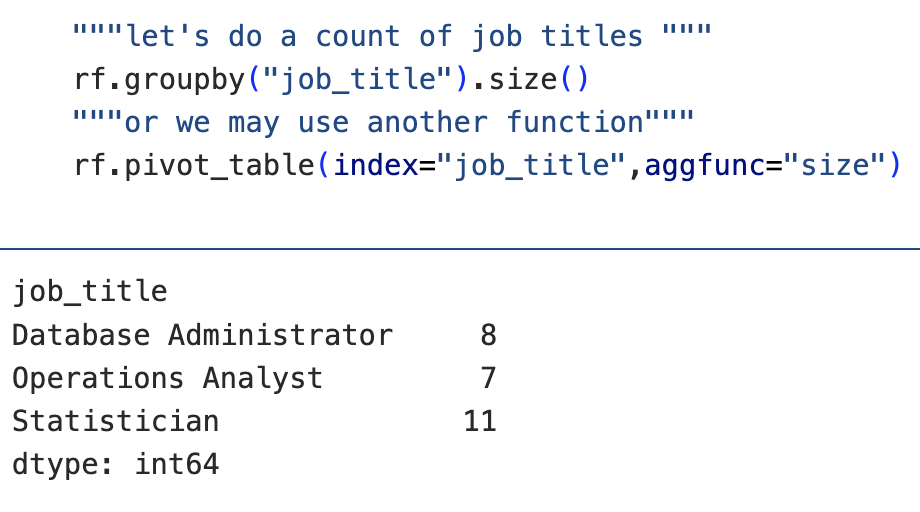 """let's do a count of job titles """
rf.groupby("job_title").size()
"""or we may use another function"""
rf.pivot_table(index="job_title",aggfunc="size")
job_title
Database Administrator     8
Operations Analyst         7
Statistician              11
dtype: int64